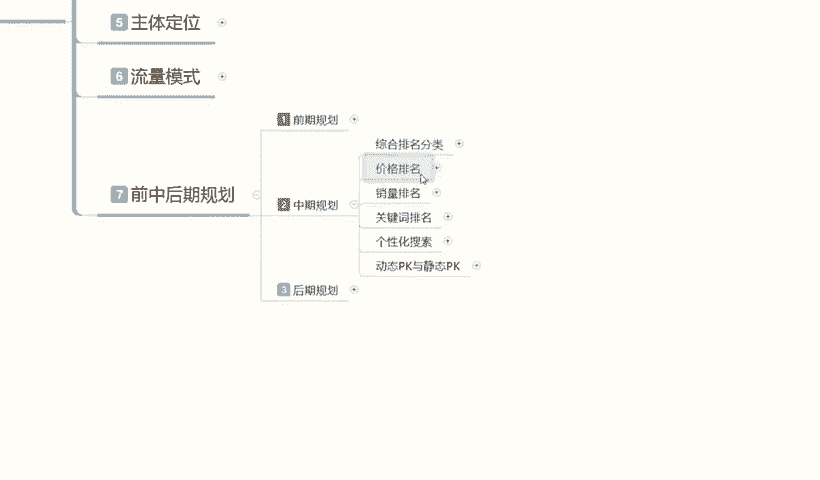 5 主体定位
6 流量模式
7 前中后期规划
1 前期规划
2 中期规划
综合排名分类
价格排名
销量排名
关键词排名
个性化搜素
动态PK与静态PK
3 后期规划